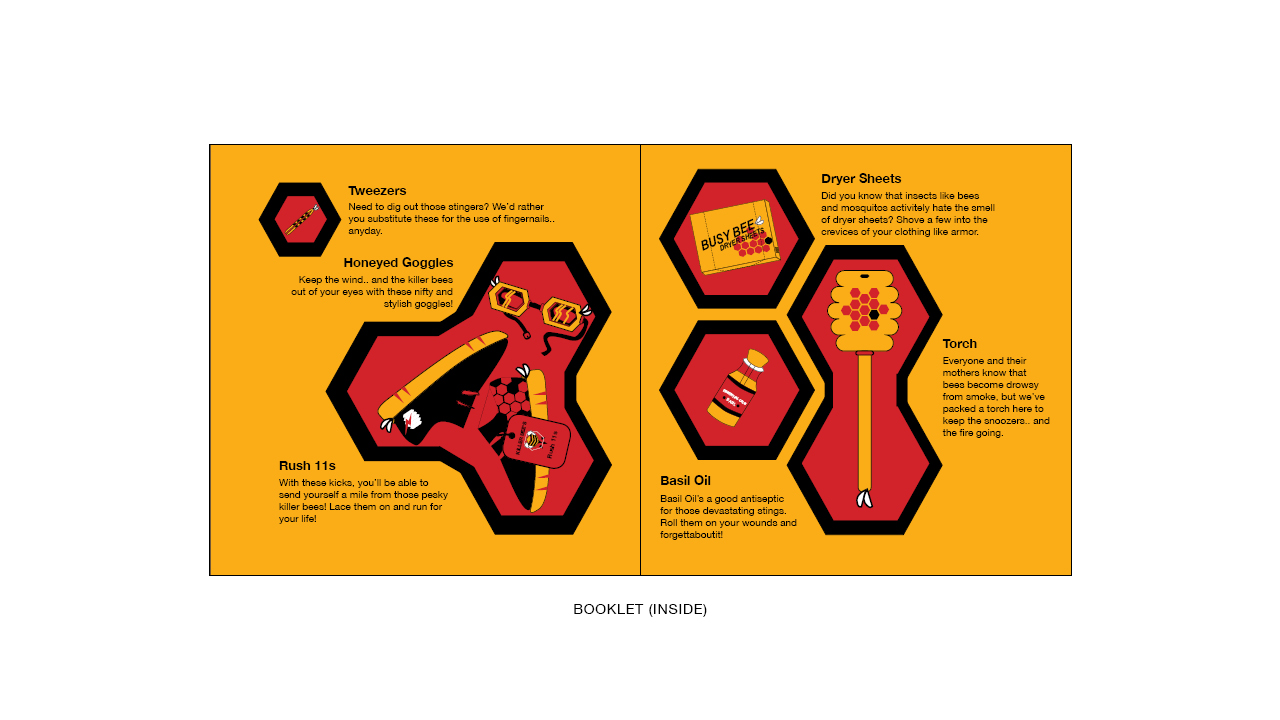 Tweezers
Need to dig out those stingers? We'd rather
you substitute these for the use of fingernails..
anyday.
Honeyed Goggles
Keep the wind.. and the killer bees
out of your eyes with these nifty and
stylish goggles!
Rush 11s
With these kicks, you'll be able to
send yourself a mile from those peaky
killer bees! Lace them on and run for
your life!
KILLER BEE'S
Rush 11s
Dryer Sheets
Did you know that insects like bees
and mosquitos activitely hate the smell
of dryer sheets? Shove a few into the
crevices of your clothing like armor.
BUSY BEE
DRYER SHEETS
Torch
Everyone and their
mothers know that
bees become drowsy
from smoke, but we've
packed a torch here to
keep the snoozers.. and
the fire going.
Basil Oil
Basil Oil's a good antiseptic
for those devastating stings.
Roll them on your wounds and
forgettaboutit!
BOOKLET (INSIDE)